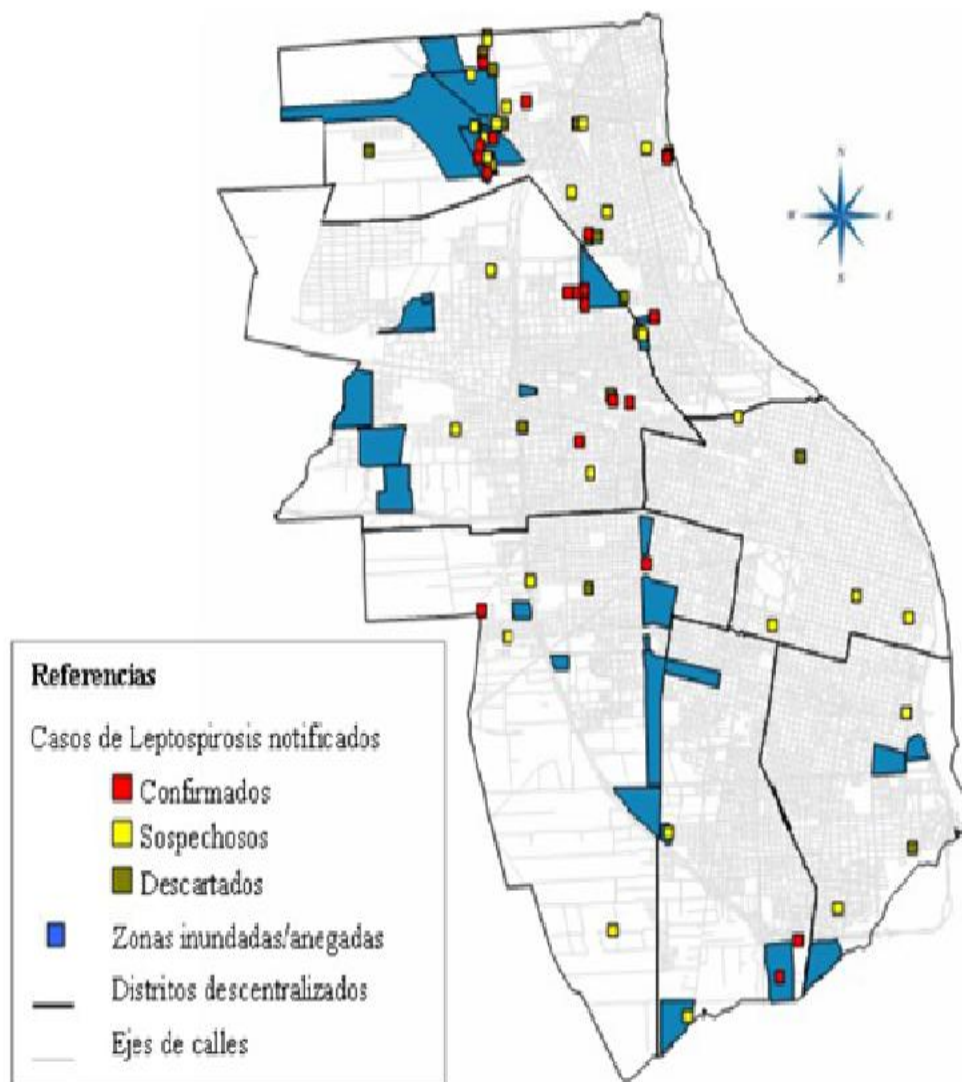 N
E
S
Referencias
Casos de Leptospirosis notificados
Confirmados
Sospechosos
Descartados
Zonas inundadas/anegadas
Distritos descentralizados
Ejes de calles